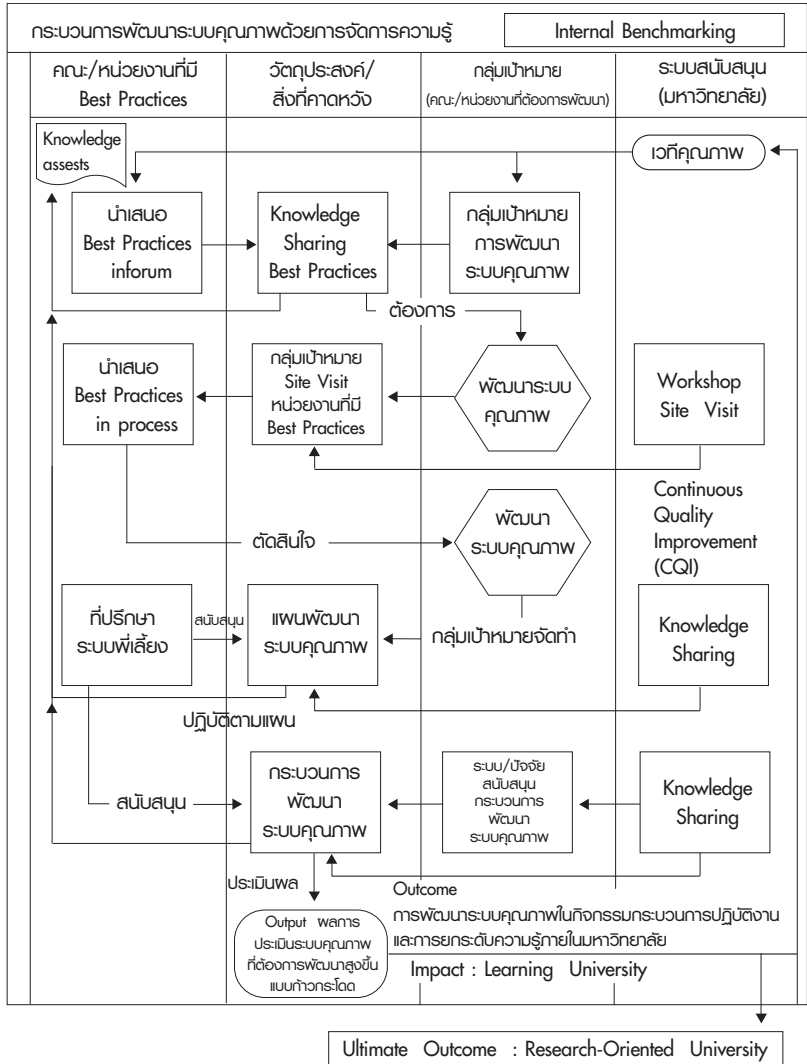 กระบวนการพัฒนาระบบคุณภาพด้วยการจัดการความรู้
Internal Benchmarking
คณะ/หน่วยงานที่มี
Best Practices
วัตถุประสงค์/
สิ่งที่คาดหวัง
กลุ่มเป้าหมาย
(คณะ/หน่วยงานที่ต้องการพัฒนา)
ระบบสนับสนุน
(มหาวิทยาลัย)
Knowledge
assests
เวทีคุณภาพ
นำเสนอ
Best Practices
inforum
Knowledge
Sharing
Best Practices
กลุ่มเป้าหมาย
การพัฒนา
ระบบคุณภาพ
ต้องการ
นำเสนอ
Best Practices
in process
กลุ่มเป้าหมาย
Site Visit
หน่วยงานที่มี
Best Practices
พัฒนาระบบ
คุณภาพ
Workshop
Site Visit
Continuous
Quality
Improvement
(CQI)
ตัดสินใจ
พัฒนา
ระบบคุณภาพ
ที่ปรึกษา
ระบบพี่เลี้ยง
สนับสนุน
แผนพัฒนา
ระบบคุณภาพ
กลุ่มเป้าหมายจัดทำ
Knowledge
Sharing
ปฏิบัติตามแผน
สนับสนุน
กระบวนการ
พัฒนา
ระบบคุณภาพ
ระบบ/ปัจจัย
สนับสนุน
กระบวนการ
พัฒนา
ระบบคุณภาพ
Knowledge
Sharing
ประเมินผล
Output ผลการ
ประเมินระบบคุณภาพ
ที่ต้องการพัฒนาสูงขึ้น
แบบก้าวกระโดด
Outcome
การพัฒนาระบบคุณภาพในกิจกรรมกระบวนการปฏิบัติงาน
และการยกระดับความรู้ภายในมหาวิทยาลัย
Impact : Learning University
Ultimate Outcome : Research-Oriented University